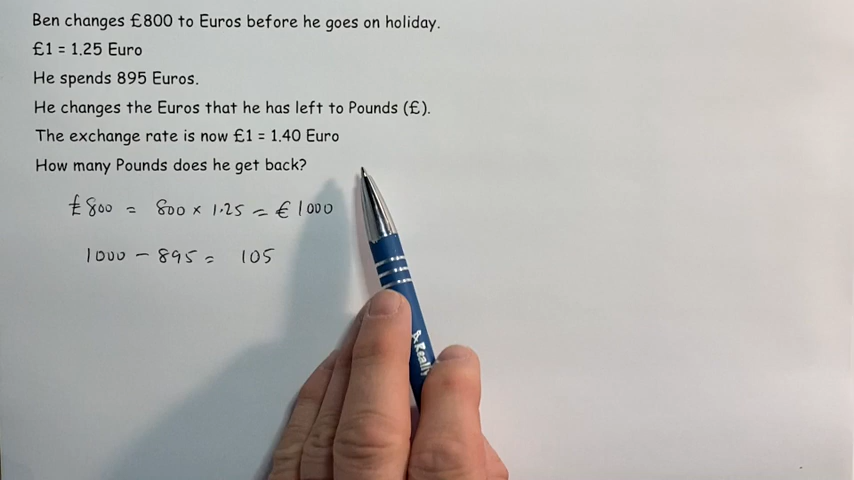 Ben changes £800 to Euros before he goes on holiday.
£1 = 1.25 Euro
He spends 895 Euros.
He changes the Euros that he has left to Pounds (£).
The exchange rate is now £1 = 1.40 Euro
How many Pounds does he get back?
£800 = 800 × 1.25 = € 1000
1000 - 895 = 105
& Really